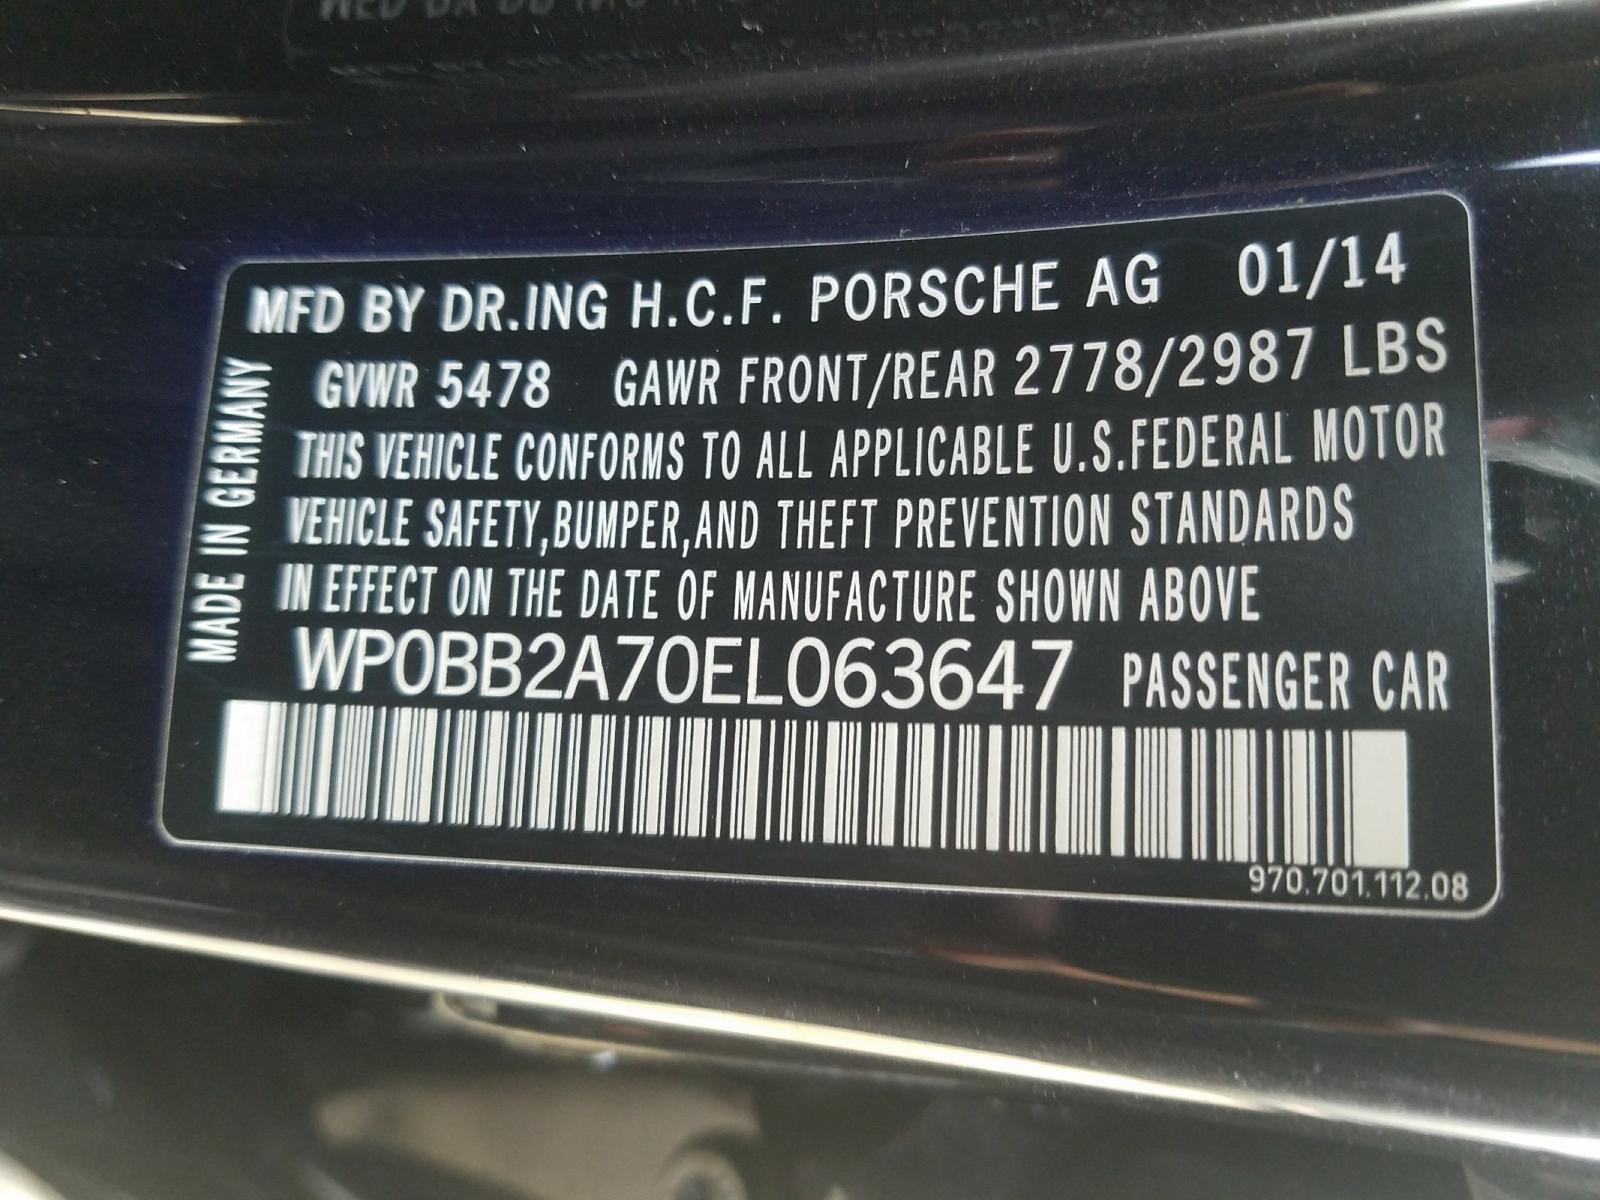 MFD BY DR.ING H.C.F. PORSCHE AG 01/14
GVWR 5478 GAWR FRONT/REAR 2778/2987 LBS
THIS VEHICLE CONFORMS TO ALL APPLICABLE U.S.FEDERAL MOTOR
VEHICLE SAFETY,BUMPER,AND THEFT PREVENTION STANDARDS
IN EFFECT ON THE DATE OF MANUFACTURE SHOWN ABOVE
WP0BB2A70EL063647 PASSENGER CAR
MADE IN GERMANY
970.701.112.08